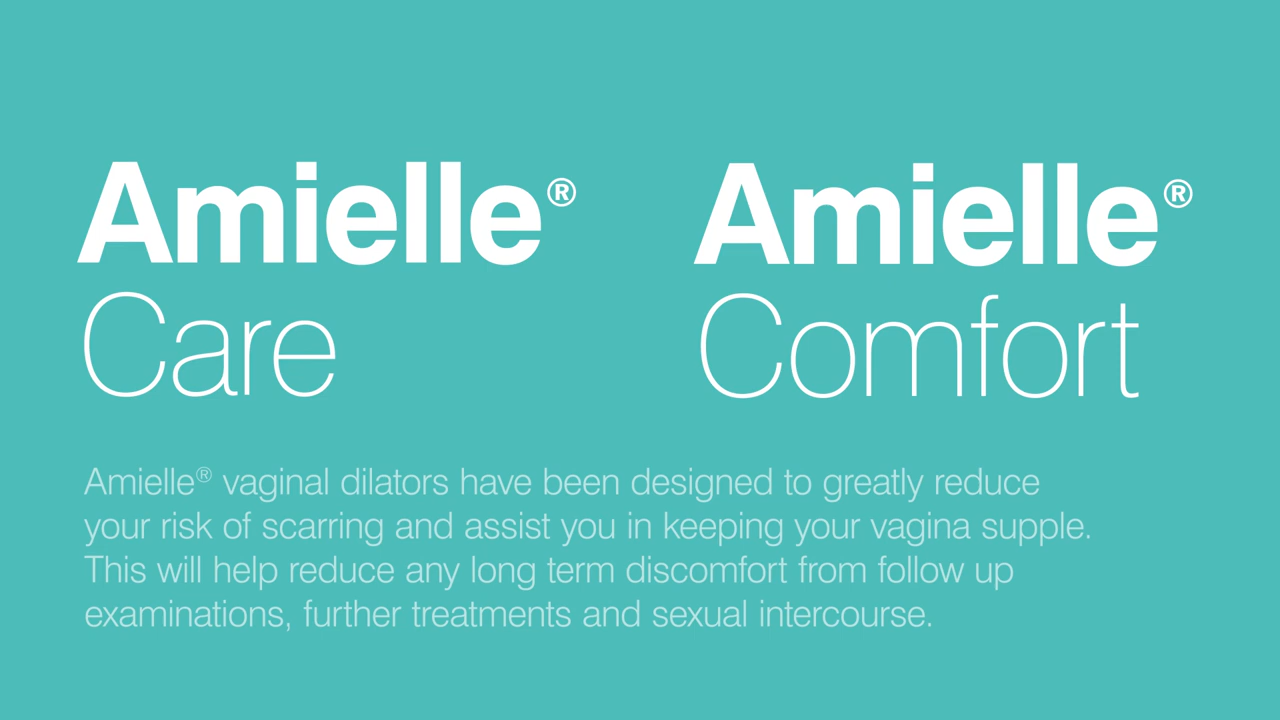 Amielle®
Care
Amielle®
Comfort
Amielle® vaginal dilators have been designed to greatly reduce
your risk of scarring and assist you in keeping your vagina supple.
This will help reduce any long term discomfort from follow up
examinations, further treatments and sexual intercourse.